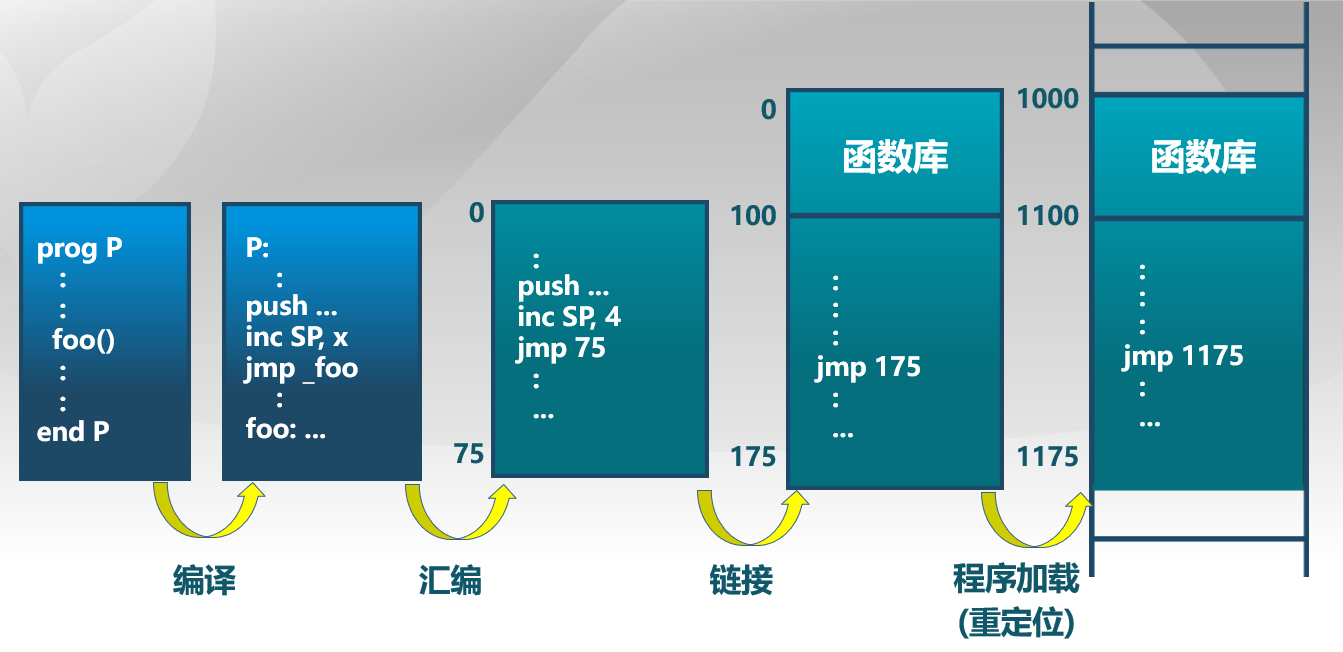 prog P
:
:
foo()
:
:
end P
P:
:
push ...
inc SP, x
jmp _foo
:
foo: ...
0
:
push ...
inc SP, 4
jmp 75
:
...
75
0
函数库
100
:
:
:
jmp 175
:
...
175
1000
函数库
1100
:
:
:
jmp 1175
:
...
1175
编译
汇编
链接
程序加载
(重定位)